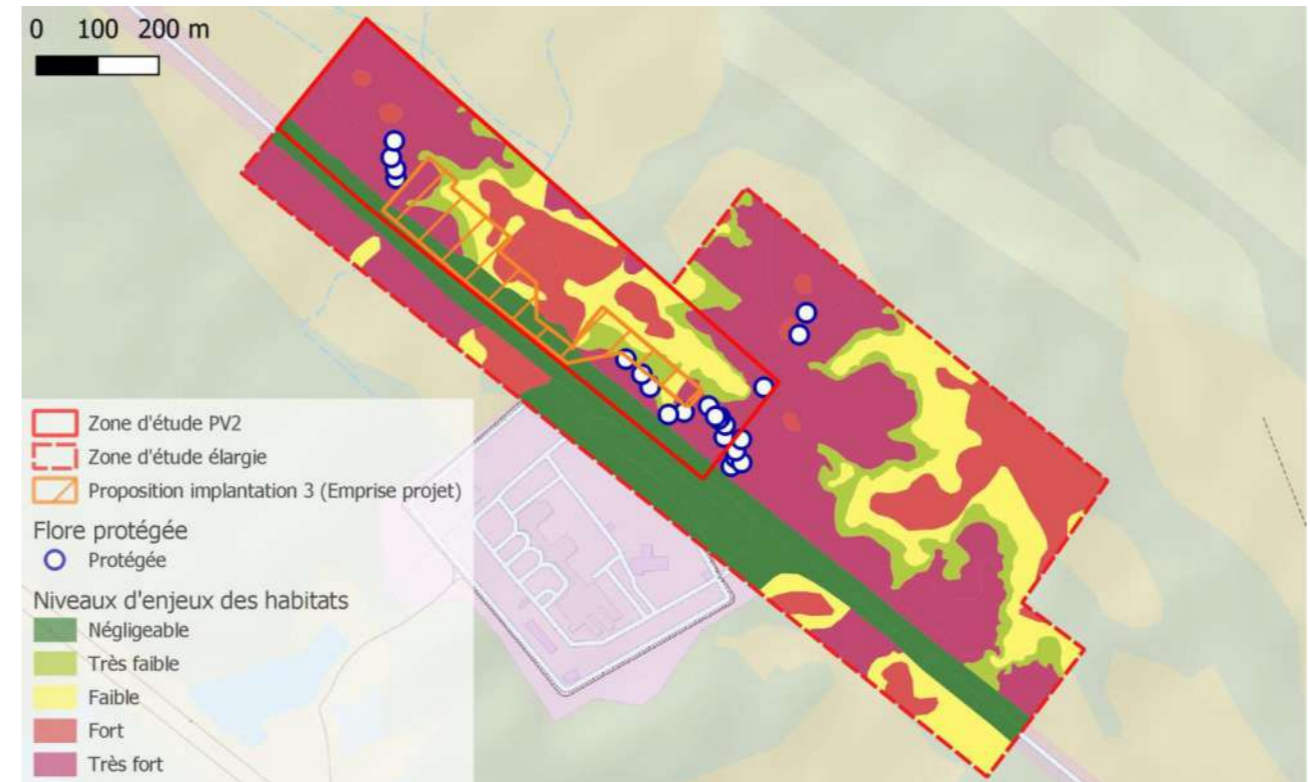 0 100 200 m
Zone d'étude PV2
Zone d'étude élargie
Proposition implantation 3 (Emprise projet)
Flore protégée
Protégée
Niveaux d'enjeux des habitats
Négligeable
Très faible
Faible
Fort
Très fort